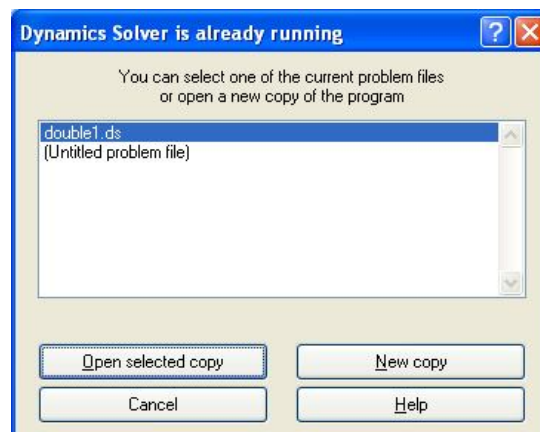 Dynamics Solver is already running
You can select one of the current problem files
or open a new copy of the program
double1.ds
(Untitled problem file)
Open selected copy
New copy
Cancel
Help